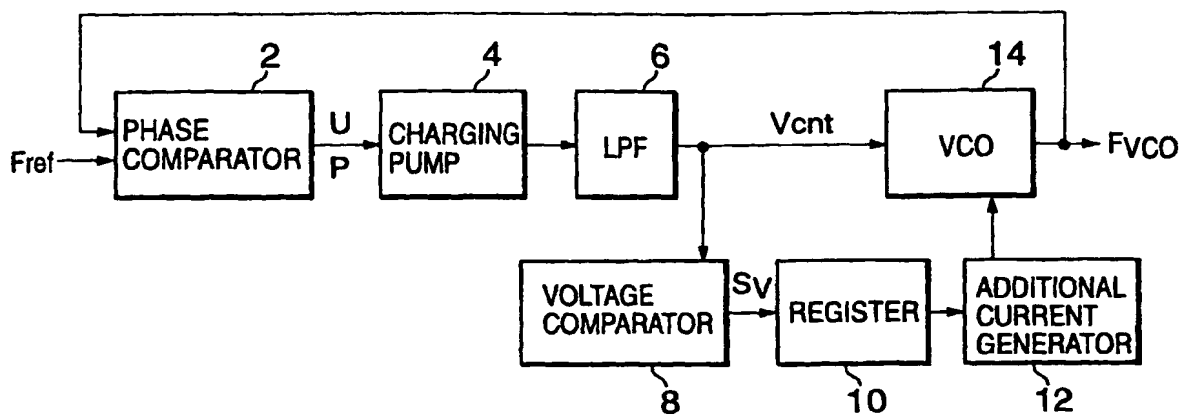 2
4
6
14
PHASE
COMPARATOR
U
P
CHARGING
PUMP
LPF
Vcnt
VCO
Fref
FVCO
VOLTAGE
COMPARATOR
SV
REGISTER
ADDITIONAL
CURRENT
GENERATOR
8
10
12